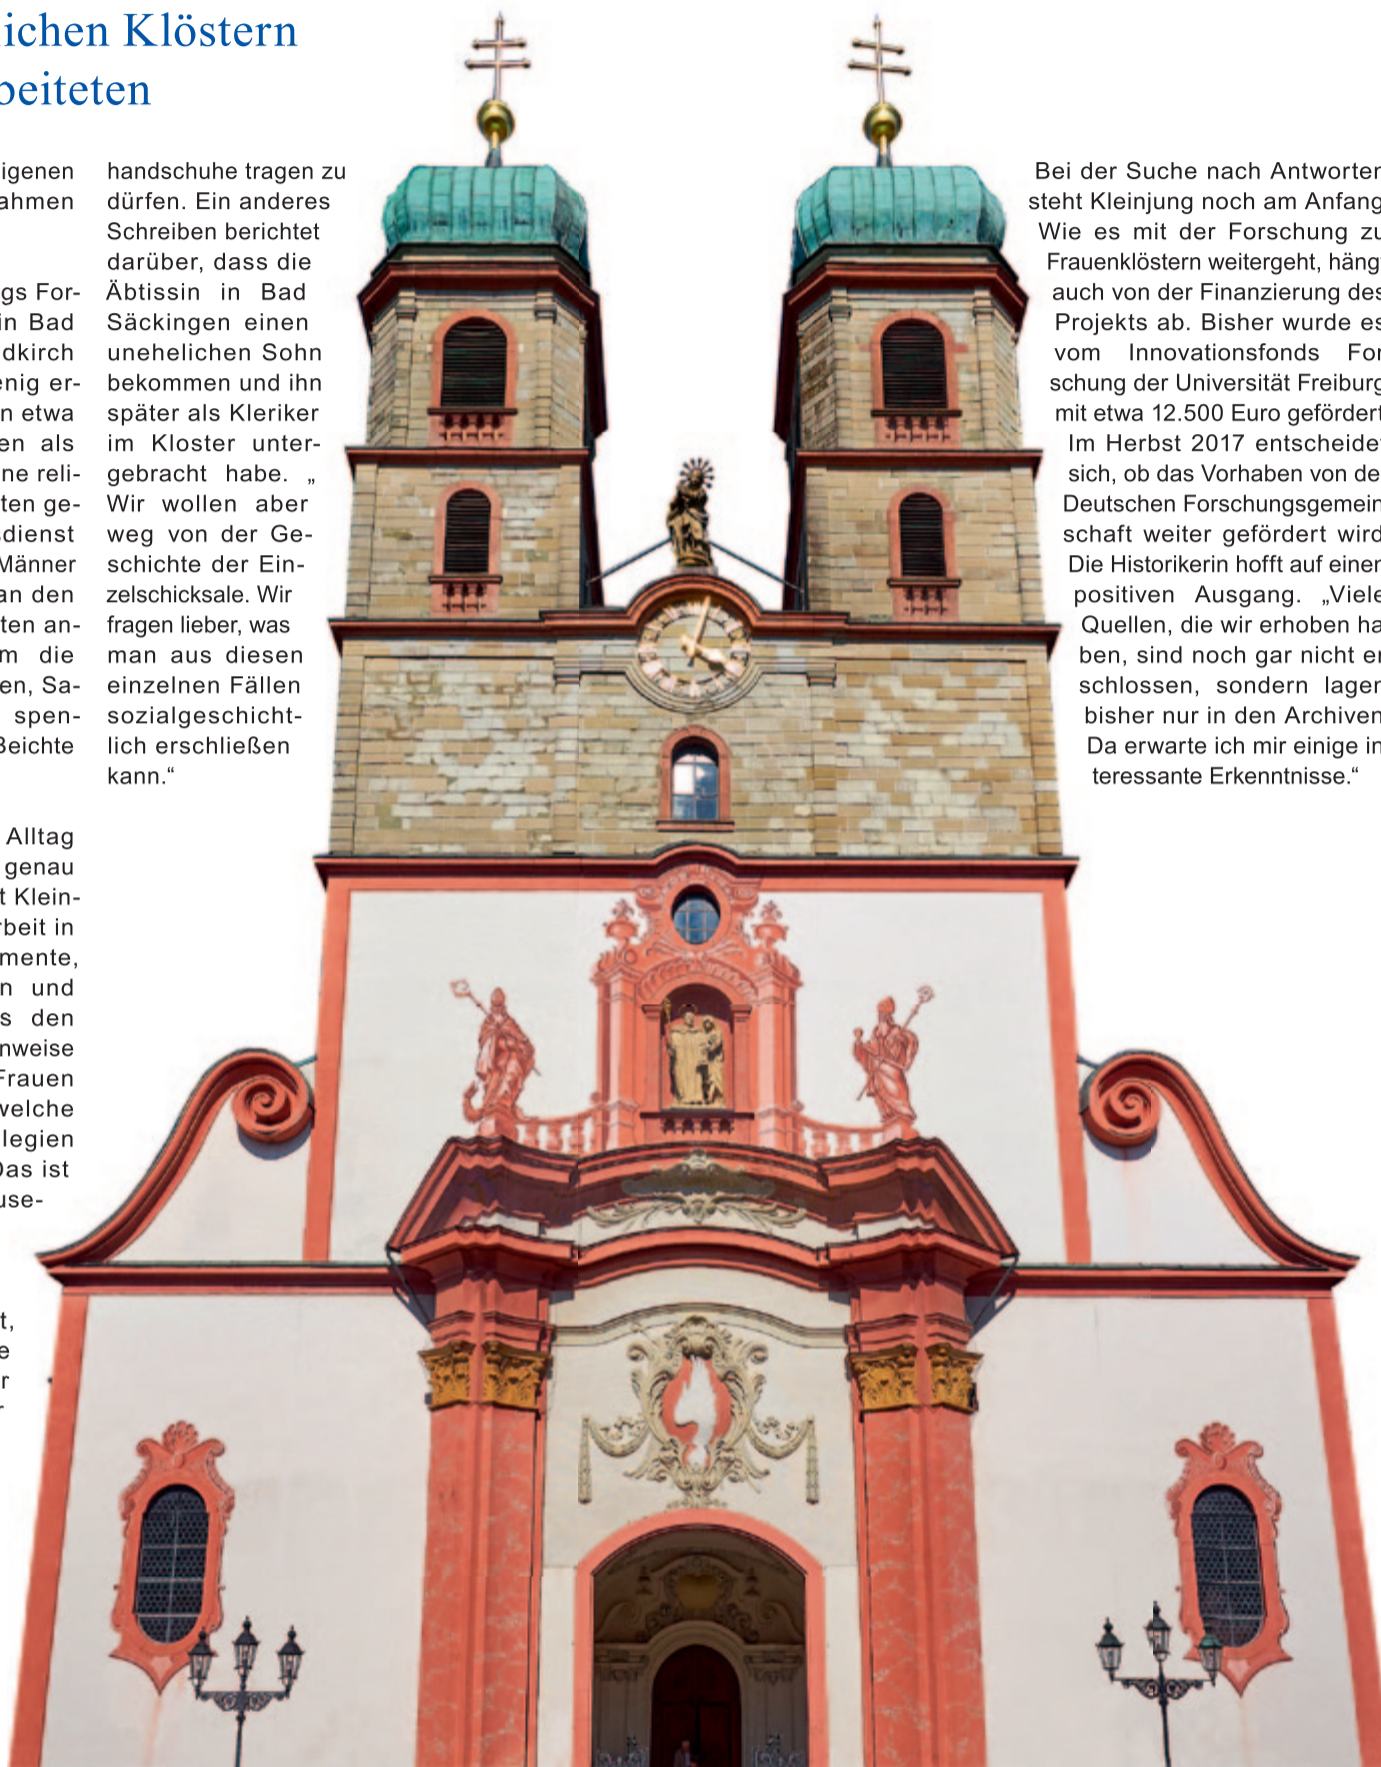 lichen Klöstern
beiteten
igenen
ahmen
gs For-
in Bad
dkirch
enig er-
n etwa
en als
ne reli-
ten ge-
dienst
Männer
an den
ten an-
m die
en, Sa-
spen-
Beichte
Alltag
genau
t Klein-
rbeit in
mente,
n und
s den
nweise
Frauen
welche
legien
Das ist
use-
t,
e
r
r
handschuhe tragen zu
dürfen. Ein anderes
Schreiben berichtet
darüber, dass die
Äbtissin in Bad
Säckingen einen
unehelichen Sohn
bekommen und ihn
später als Kleriker
im Kloster unter-
gebracht habe. „
Wir wollen aber
weg von der Ge-
schichte der Ein-
zelschicksale. Wir
fragen lieber, was
man aus diesen
einzelnen Fällen
sozialgeschicht-
lich erschließen
kann.“
Bei der Suche nach Antworten
steht Kleinjung noch am Anfang
Wie es mit der Forschung zu
Frauenklöstern weitergeht, hängt
auch von der Finanzierung des
Projekts ab. Bisher wurde es
vom Innovationsfonds For
schung der Universität Freiburg
mit etwa 12.500 Euro gefördert
Im Herbst 2017 entscheidet
sich, ob das Vorhaben von de
Deutschen Forschungsgemein
schaft weiter gefördert wird
Die Historikerin hofft auf einen
positiven Ausgang. „Viele
Quellen, die wir erhoben ha
ben, sind noch gar nicht er
schlossen, sondern lagen
bisher nur in den Archiven
Da erwarte ich mir einige in
teressante Erkenntnisse.“